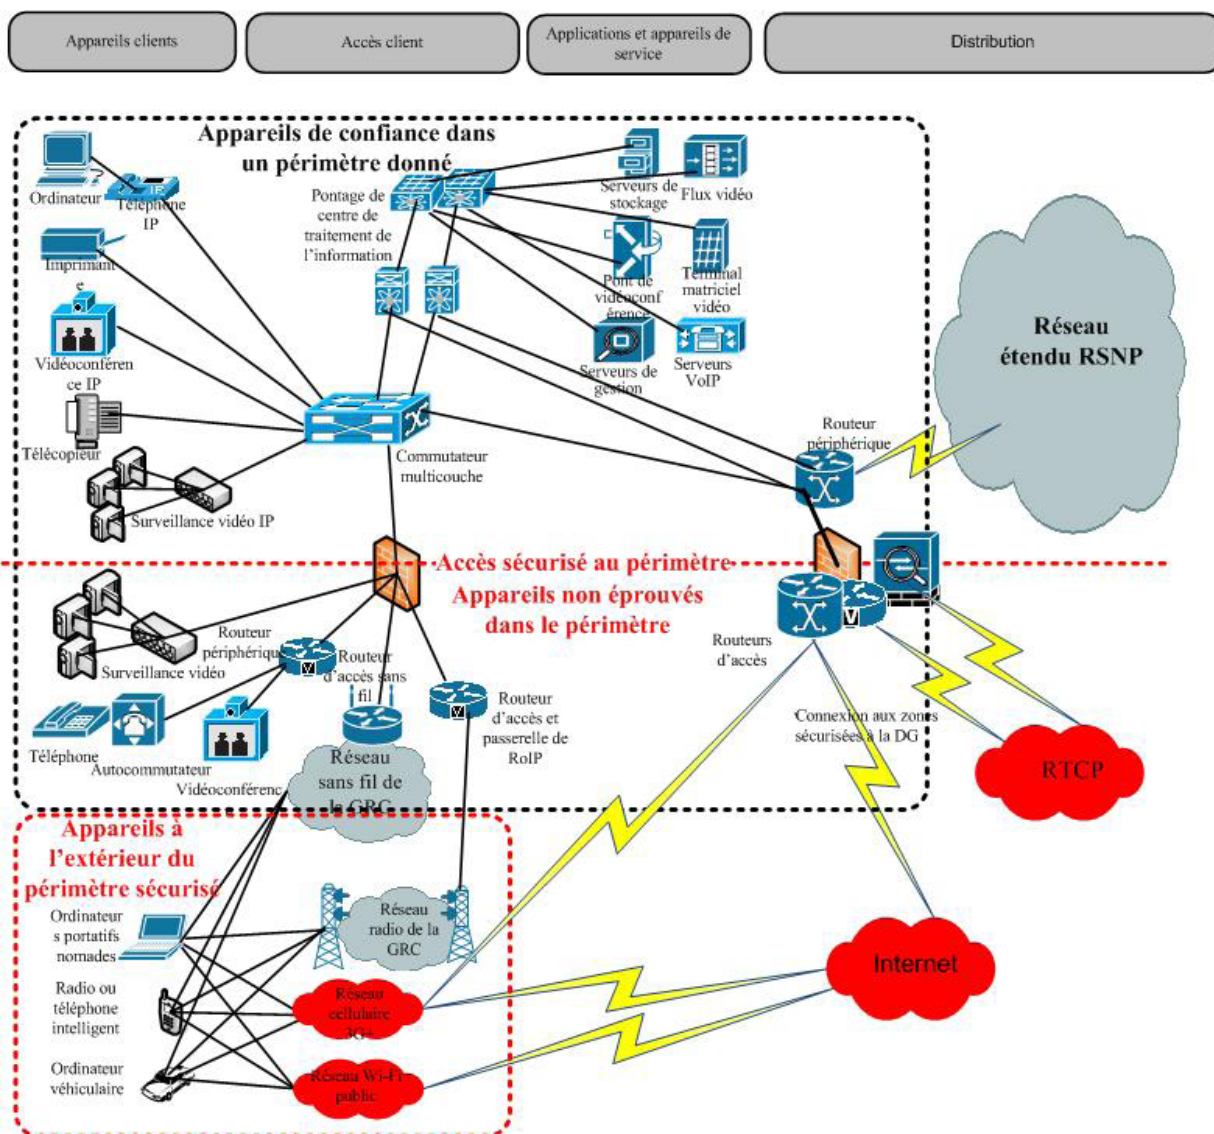 Appareils clients
Accès client
Applications et appareils de
service
Distribution
Appareils de confiance dans
un périmètre donné
Ordinateur
Téléphone
IP
Imprimant
e
Vidéoconféren
ce IP
Télécopieur
Surveillance vidéo IP
Pontage de
centre de
traitement de
l'information
Serveurs de
stockage
Flux vidéo
Pont de
vidéoconf
érence
Terminal
matriciel
vidéo
Serveurs de
gestion
Serveurs
VoIP
Commutateur
multicouche
Routeur
périphérique
Réseau
étendu RSNP
Accès sécurisé au périmètre
Appareils non éprouvés
dans le périmètre
Surveillance vidéo
Routeur
périphérique
V
Routeur
d'accès sans
fil
V
Routeur
d'accès et
passerelle de
RoIP
Routeurs
d'accès
V
Téléphone
Autocommutateur
Vidéoconférenc
Réseau
sans fil de
la GRC
Connexion aux zones
sécurisées à la DG
RTCP
Appareils à
l'extérieur du
périmètre sécurisé
Ordinateur
s portatifs
nomades
Réseau
radio de la
GRC
Radio ou
téléphone
intelligent
Réseau
cellulaire
3G+
Ordinateur
véhiculaire
Réseau Wi-Fi
public
Internet